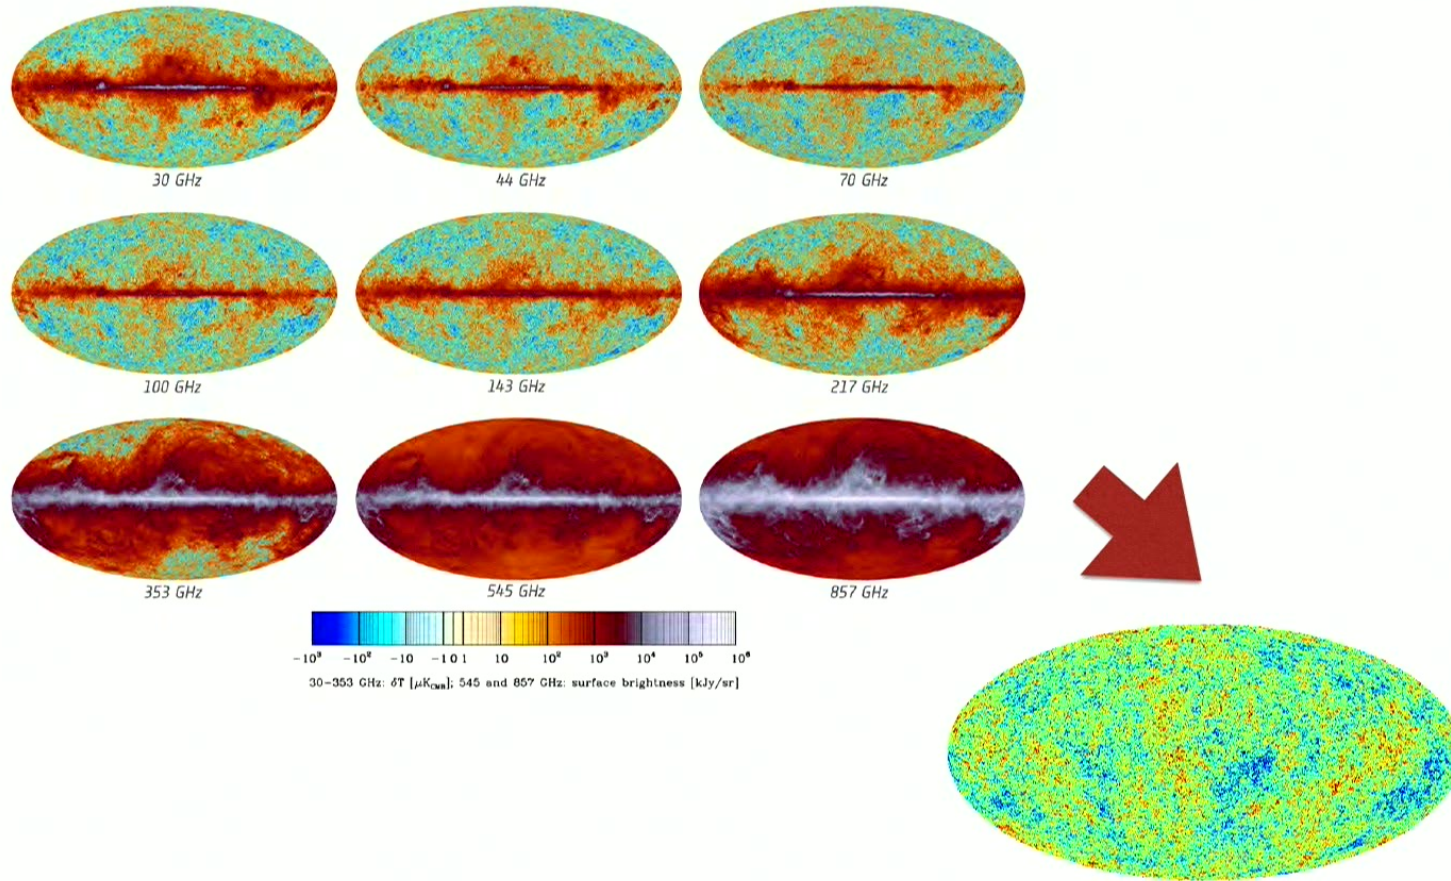 30 GHz
44 GHz
70 GHz
100 GHz
143 GHz
217 GHz
353 GHz
545 GHz
857 GHz
-10³ -10² -10 -1 0 1 10 10² 10³ 10⁴ 10⁵ 10⁶
30-353 GHz: δT [μK_CMB]; 545 and 857 GHz: surface brightness [kJy/sr]